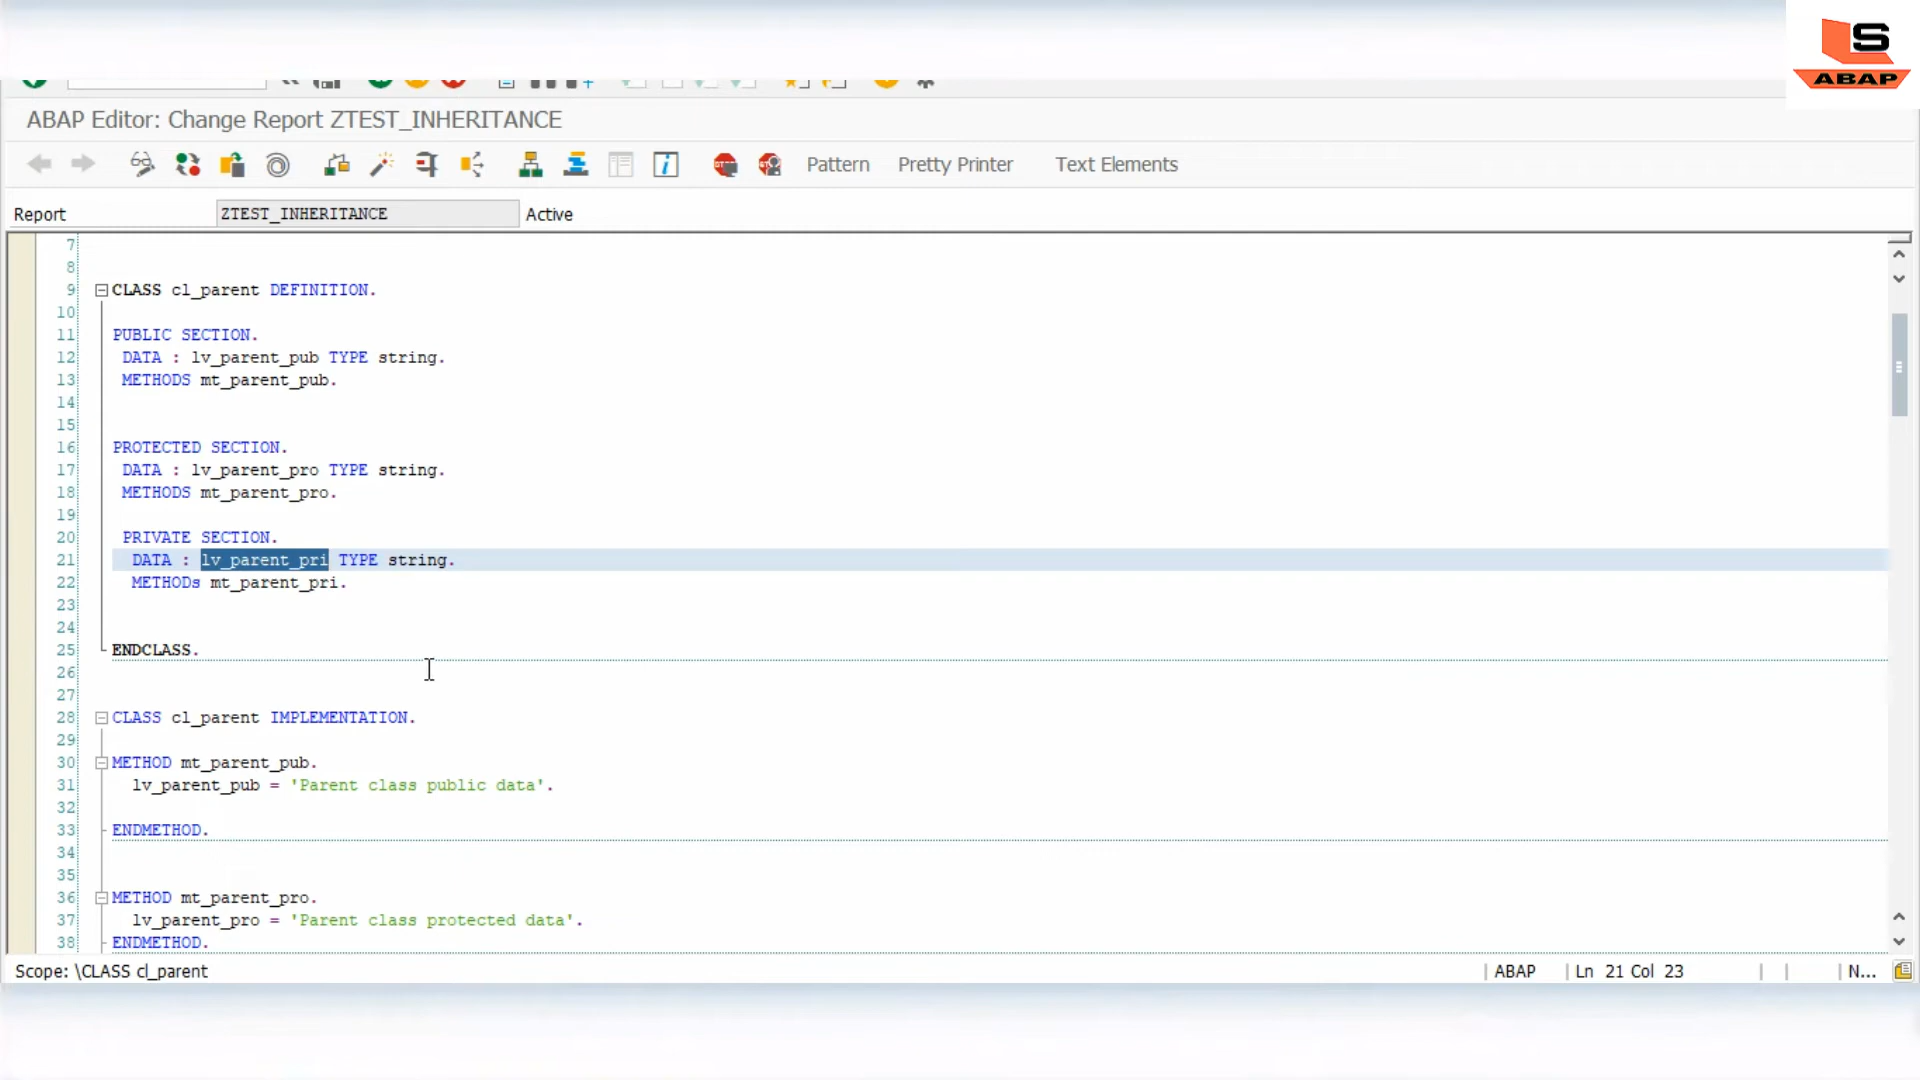 S
ABAP
ABAP Editor: Change Report ZTEST_INHERITANCE
Pattern Pretty Printer Text Elements
Report ZTEST_INHERITANCE Active
7
8
9 CLASS cl_parent DEFINITION.
10
11 PUBLIC SECTION.
12 DATA : lv_parent_pub TYPE string.
13 METHODS mt_parent_pub.
14
15
16 PROTECTED SECTION.
17 DATA : lv_parent_pro TYPE string.
18 METHODS mt_parent_pro.
19
20 PRIVATE SECTION.
21 DATA : lv_parent_pri TYPE string.
22 METHODs mt_parent_pri.
23
24
25 ENDCLASS.
26
27
28 CLASS cl_parent IMPLEMENTATION.
29
30 METHOD mt_parent_pub.
31 lv_parent_pub = 'Parent class public data'.
32
33 ENDMETHOD.
34
35
36 METHOD mt_parent_pro.
37 lv_parent_pro = 'Parent class protected data'.
38 ENDMETHOD.
Scope: \CLASS cl_parent ABAP Ln 21 Col 23 N...